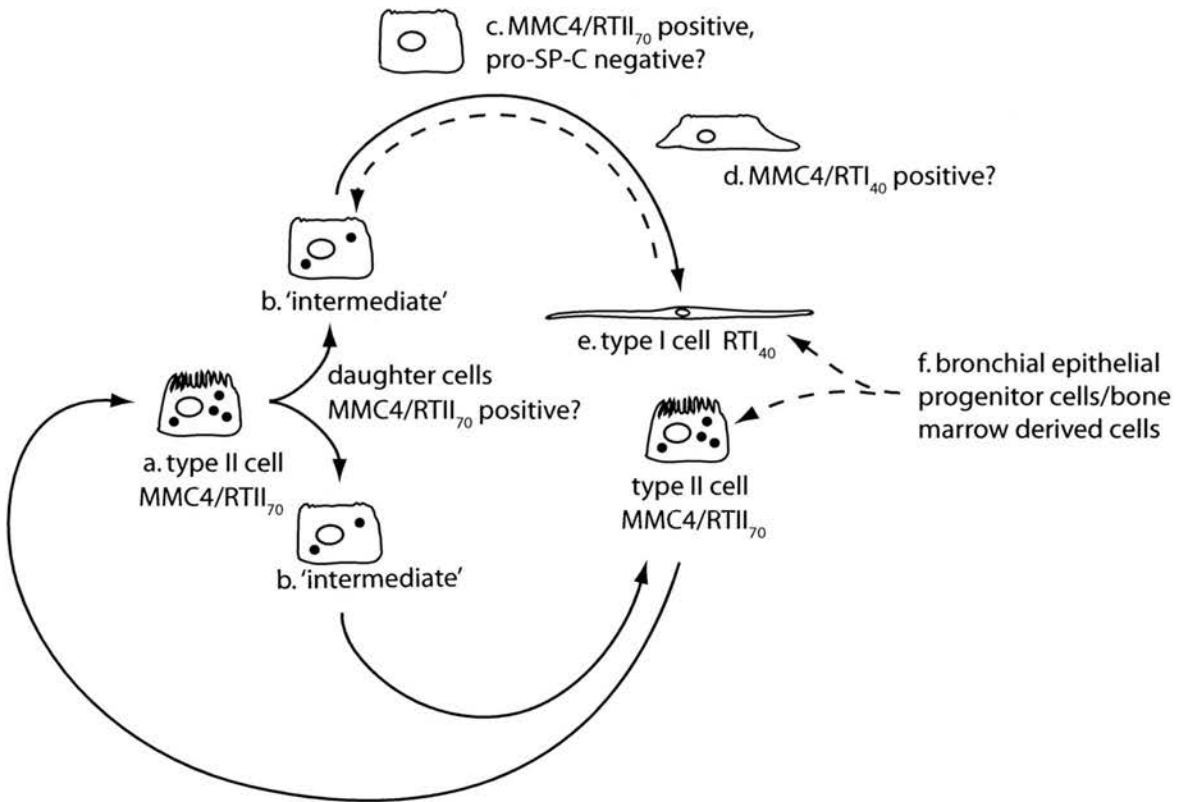 c. MMC4/RTII₇₀ positive,
pro-SP-C negative?
d. MMC4/RTI₄₀ positive?
b. 'intermediate'
e. type I cell RTI₄₀
daughter cells
MMC4/RTII₇₀ positive?
f. bronchial epithelial
progenitor cells/bone
marrow derived cells
a. type II cell
MMC4/RTII₇₀
type II cell
MMC4/RTII₇₀
b. 'intermediate'